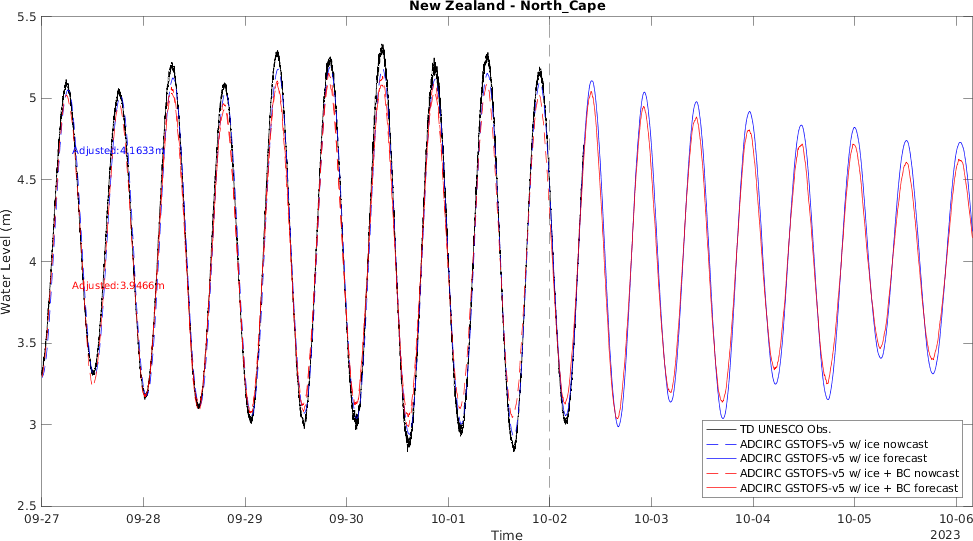 New Zealand - North_Cape
5.5
5
4.5
4
3.5
3
2.5
Water Level (m)
Adjusted:4.1633m
Adjusted:3.9466m
TD UNESCO Obs.
ADCIRC GSTOFS-v5 w/ ice nowcast
ADCIRC GSTOFS-v5 w/ ice forecast
ADCIRC GSTOFS-v5 w/ ice + BC nowcast
ADCIRC GSTOFS-v5 w/ ice + BC forecast
09-27 09-28 09-29 09-30 10-01 10-02 10-03 10-04 10-05 10-06
Time
2023